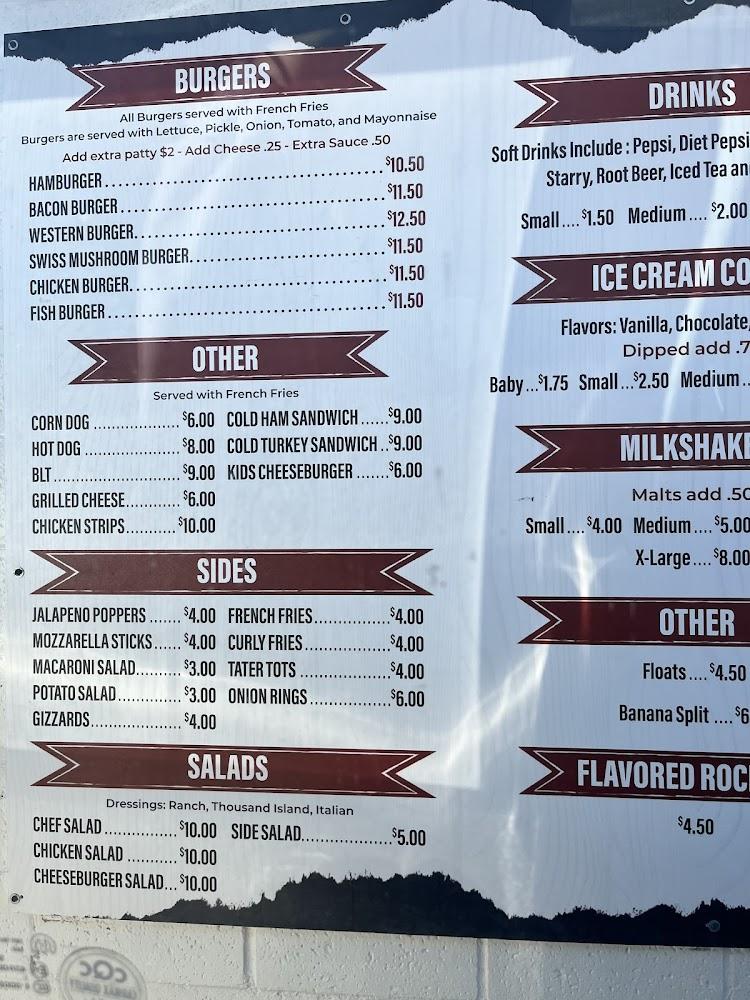 BURGERS
All Burgers served with French Fries
Burgers are served with Lettuce, Pickle, Onion, Tomato, and Mayonnaise
Add extra patty $2 - Add Cheese .25 - Extra Sauce .50
HAMBURGER $10.50
BACON BURGER $11.50
WESTERN BURGER $12.50
SWISS MUSHROOM BURGER $11.50
CHICKEN BURGER $11.50
FISH BURGER $11.50
OTHER
Served with French Fries
CORN DOG $6.00 COLD HAM SANDWICH $9.00
HOT DOG $8.00 COLD TURKEY SANDWICH $9.00
BLT $9.00 KIDS CHEESEBURGER $6.00
GRILLED CHEESE $6.00
CHICKEN STRIPS $10.00
SIDES
JALAPENO POPPERS $4.00 FRENCH FRIES $4.00
MOZZARELLA STICKS $4.00 CURLY FRIES $4.00
MACARONI SALAD $3.00 TATER TOTS $4.00
POTATO SALAD $3.00 ONION RINGS $6.00
GIZZARDS $4.00
SALADS
Dressings: Ranch, Thousand Island, Italian
CHEF SALAD $10.00 SIDE SALAD $5.00
CHICKEN SALAD $10.00
CHEESEBURGER SALAD $10.00
DRINKS
Soft Drinks Include : Pepsi, Diet Pepsi
Starry, Root Beer, Iced Tea an
Small.... $1.50 Medium.... $2.00
ICE CREAM CO
Flavors: Vanilla, Chocolate,
Dipped add .7
Baby...$1.75 Small...$2.50 Medium..
MILKSHAK
Malts add .50
Small.... $4.00 Medium.... $5.00
X-Large.... $8.00
OTHER
Floats.... $4.50
Banana Split.... $6
FLAVORED ROC
$4.50